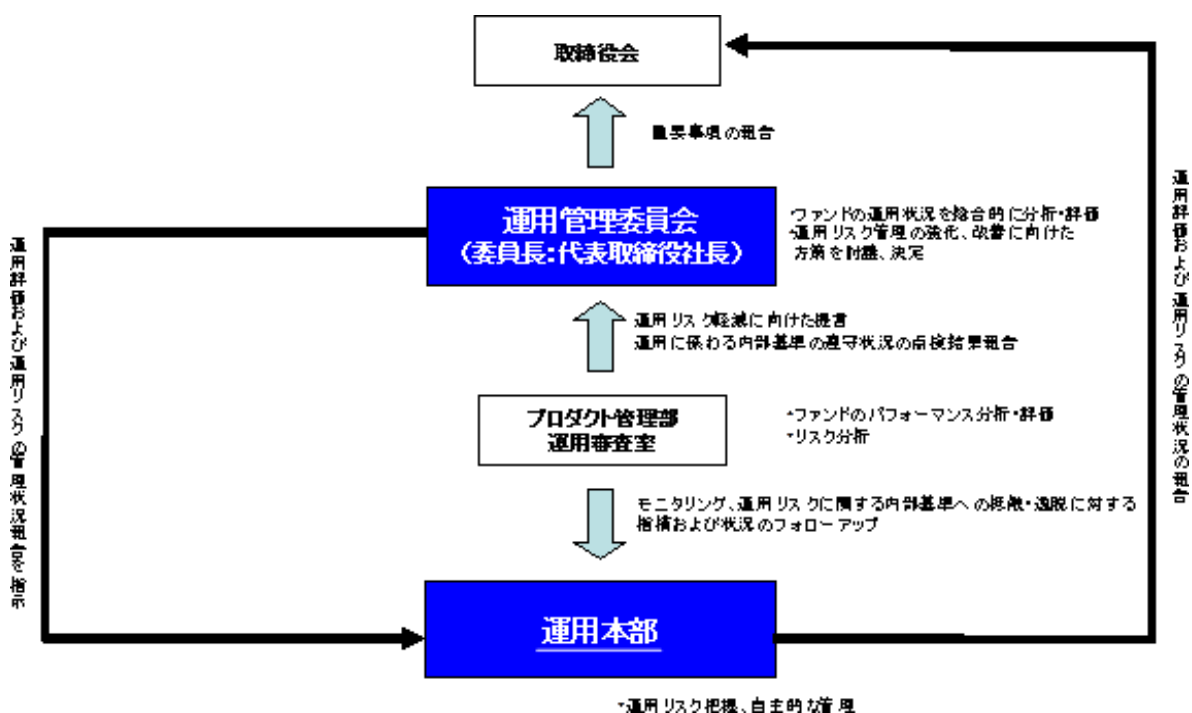 取締役会
重要事項の報告
運用管理委員会
（委員長：代表取締役社長）
・ファンドの運用状況を総合的に分析・評価
・運用リスク管理の強化、改善に向けた
方策を討議、決定
運用リスク軽減に向けた提言
運用に係わる内部基準の遵守状況の点検結果報告
プロダクト管理部
運用審査室
・ファンドのパフォーマンス分析・評価
・リスク分析
モニタリング、運用リスクに関する内部基準への抵触・逸脱に対する
指摘および状況のフォローアップ
運用本部
・運用リスク把握、自主的な管理
運用評価および運用リスクの管理状況報告を指示
運用評価および運用リスクの管理状況の報告